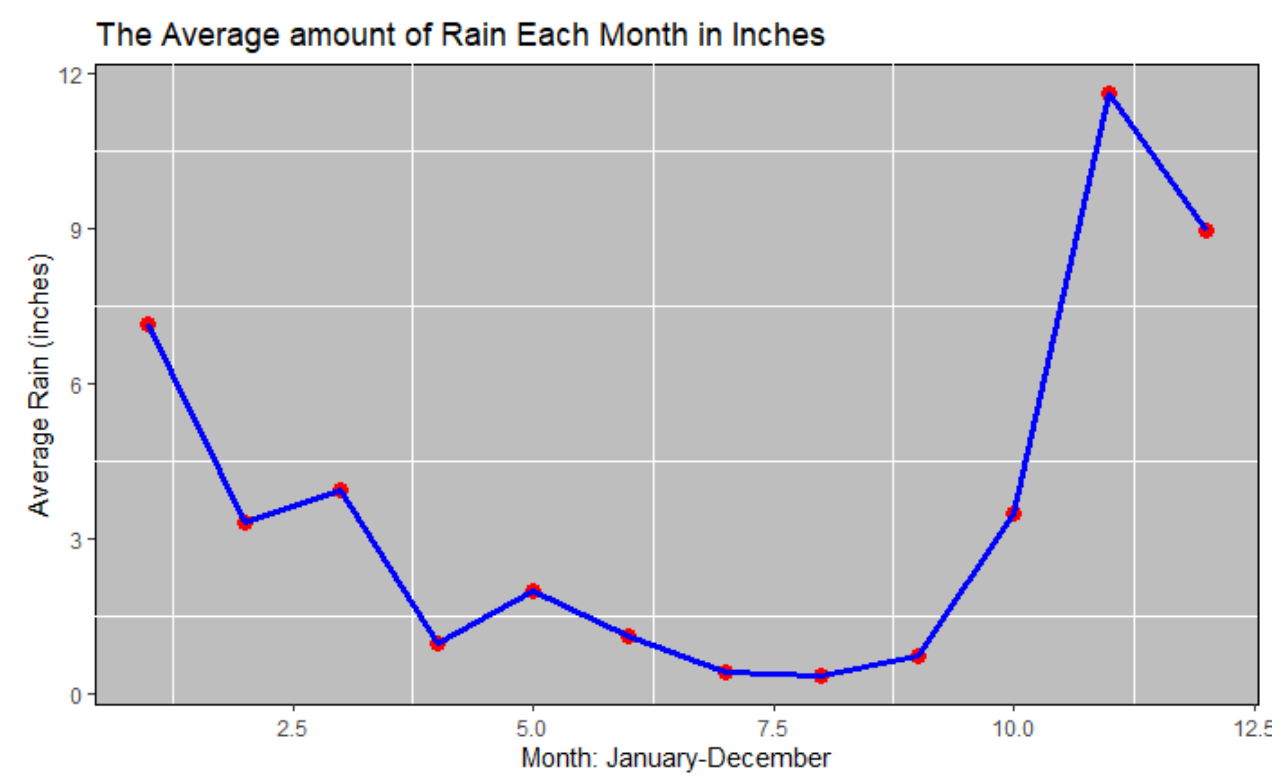 The Average amount of Rain Each Month in Inches
12
9
6
3
0
Average Rain (inches)
2.5 5.0 7.5 10.0 12.5
Month: January-December